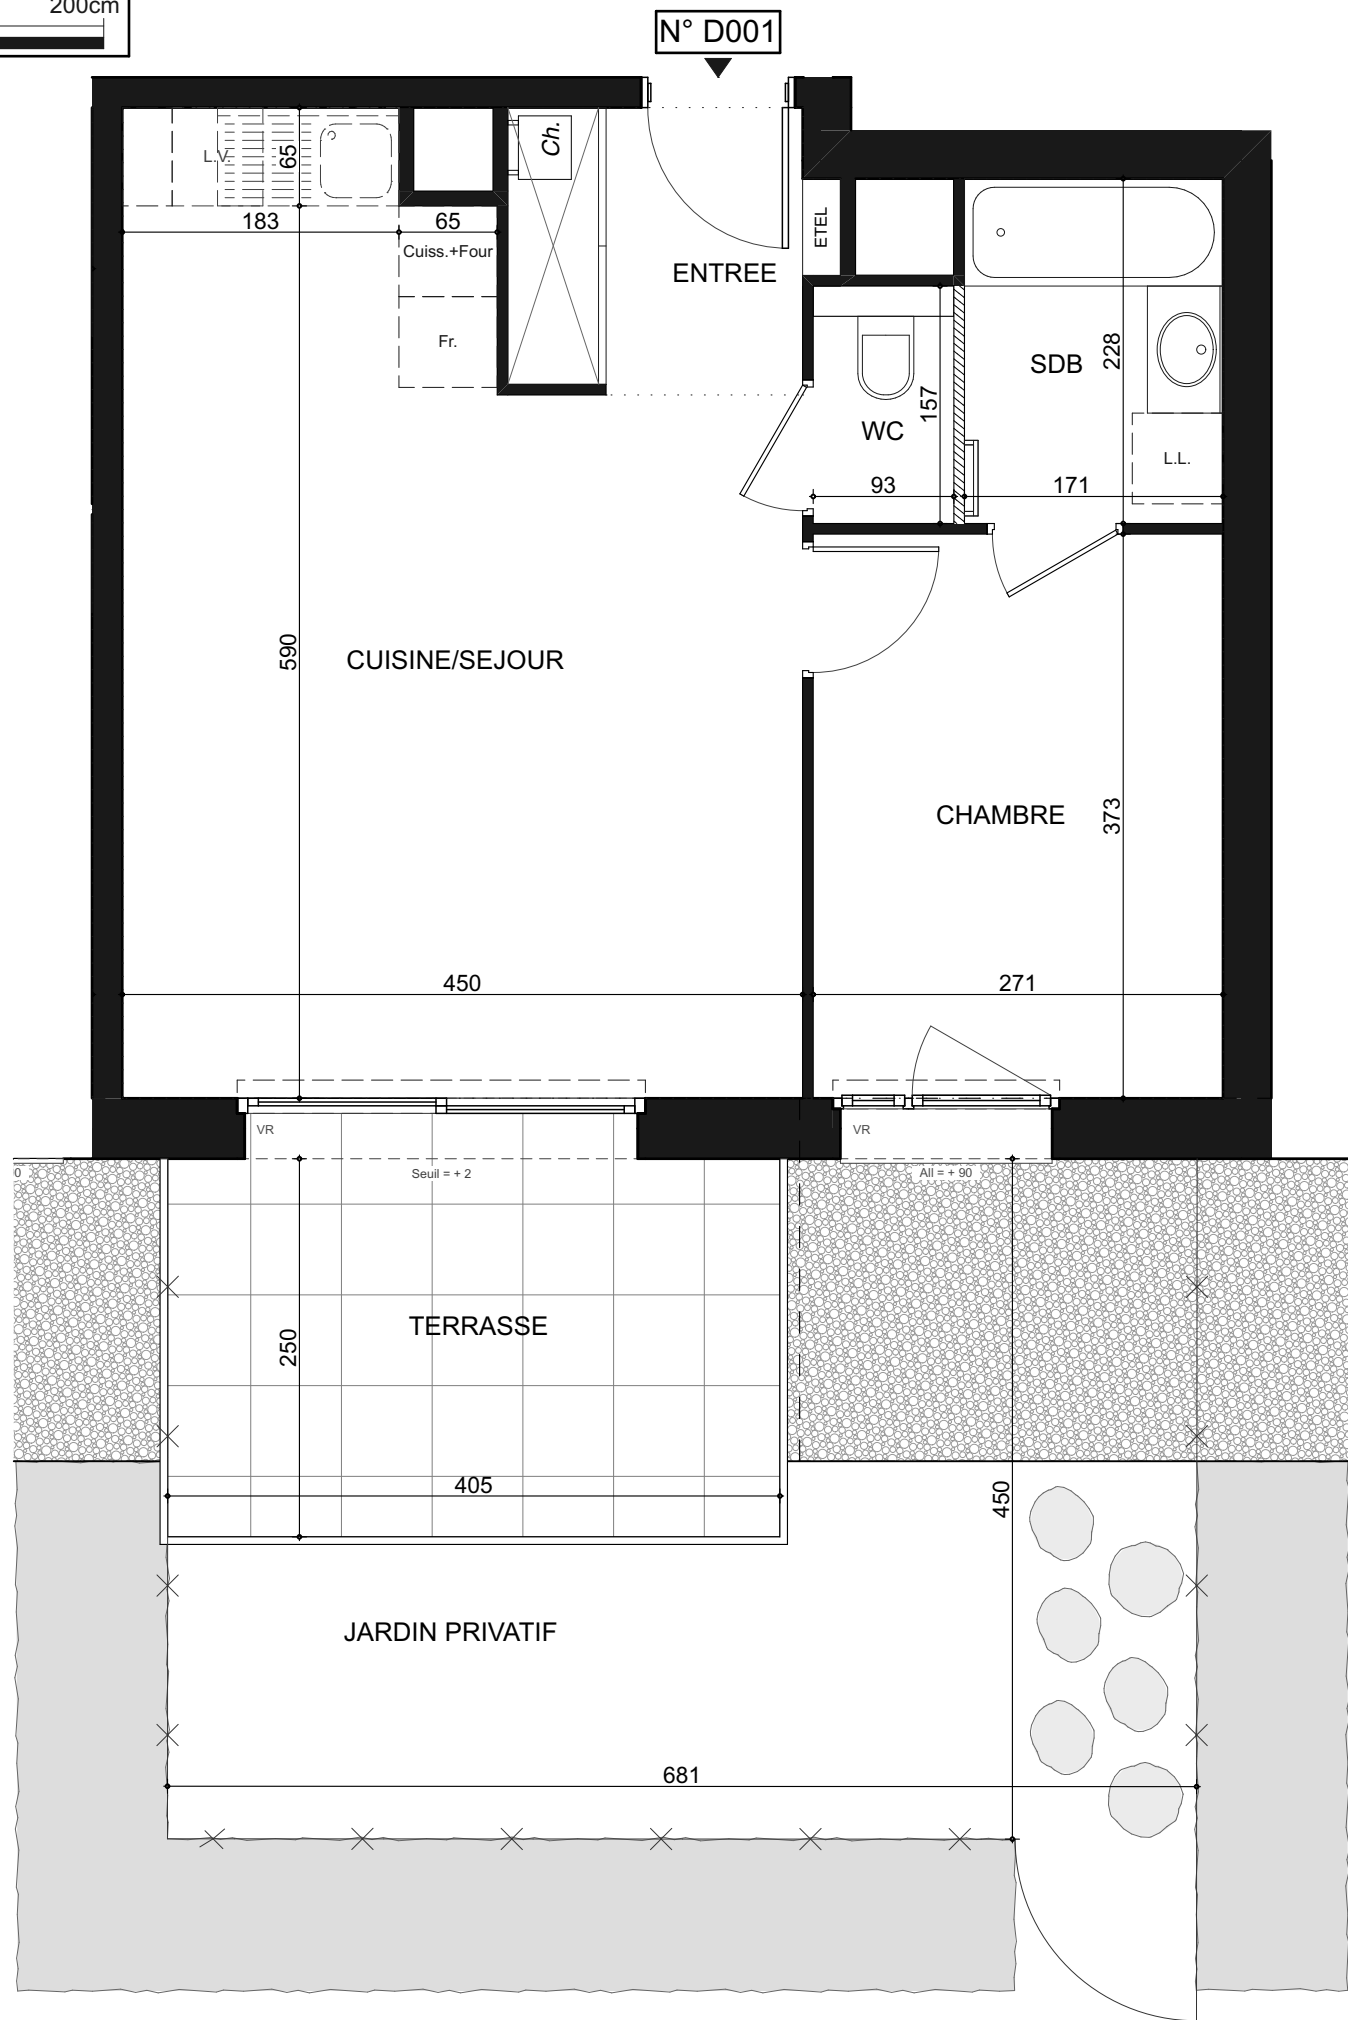 200cm
N° D001
L.V.
65
Ch.
183
65
ETEL
Cuiss.+Four
ENTREE
Fr.
228
SDB
157
WC
L.L.
93
171
590
CUISINE/SEJOUR
CHAMBRE
373
450
271
VR
VR
0
Seuil = + 2
All = + 90
TERRASSE
250
405
450
JARDIN PRIVATIF
681